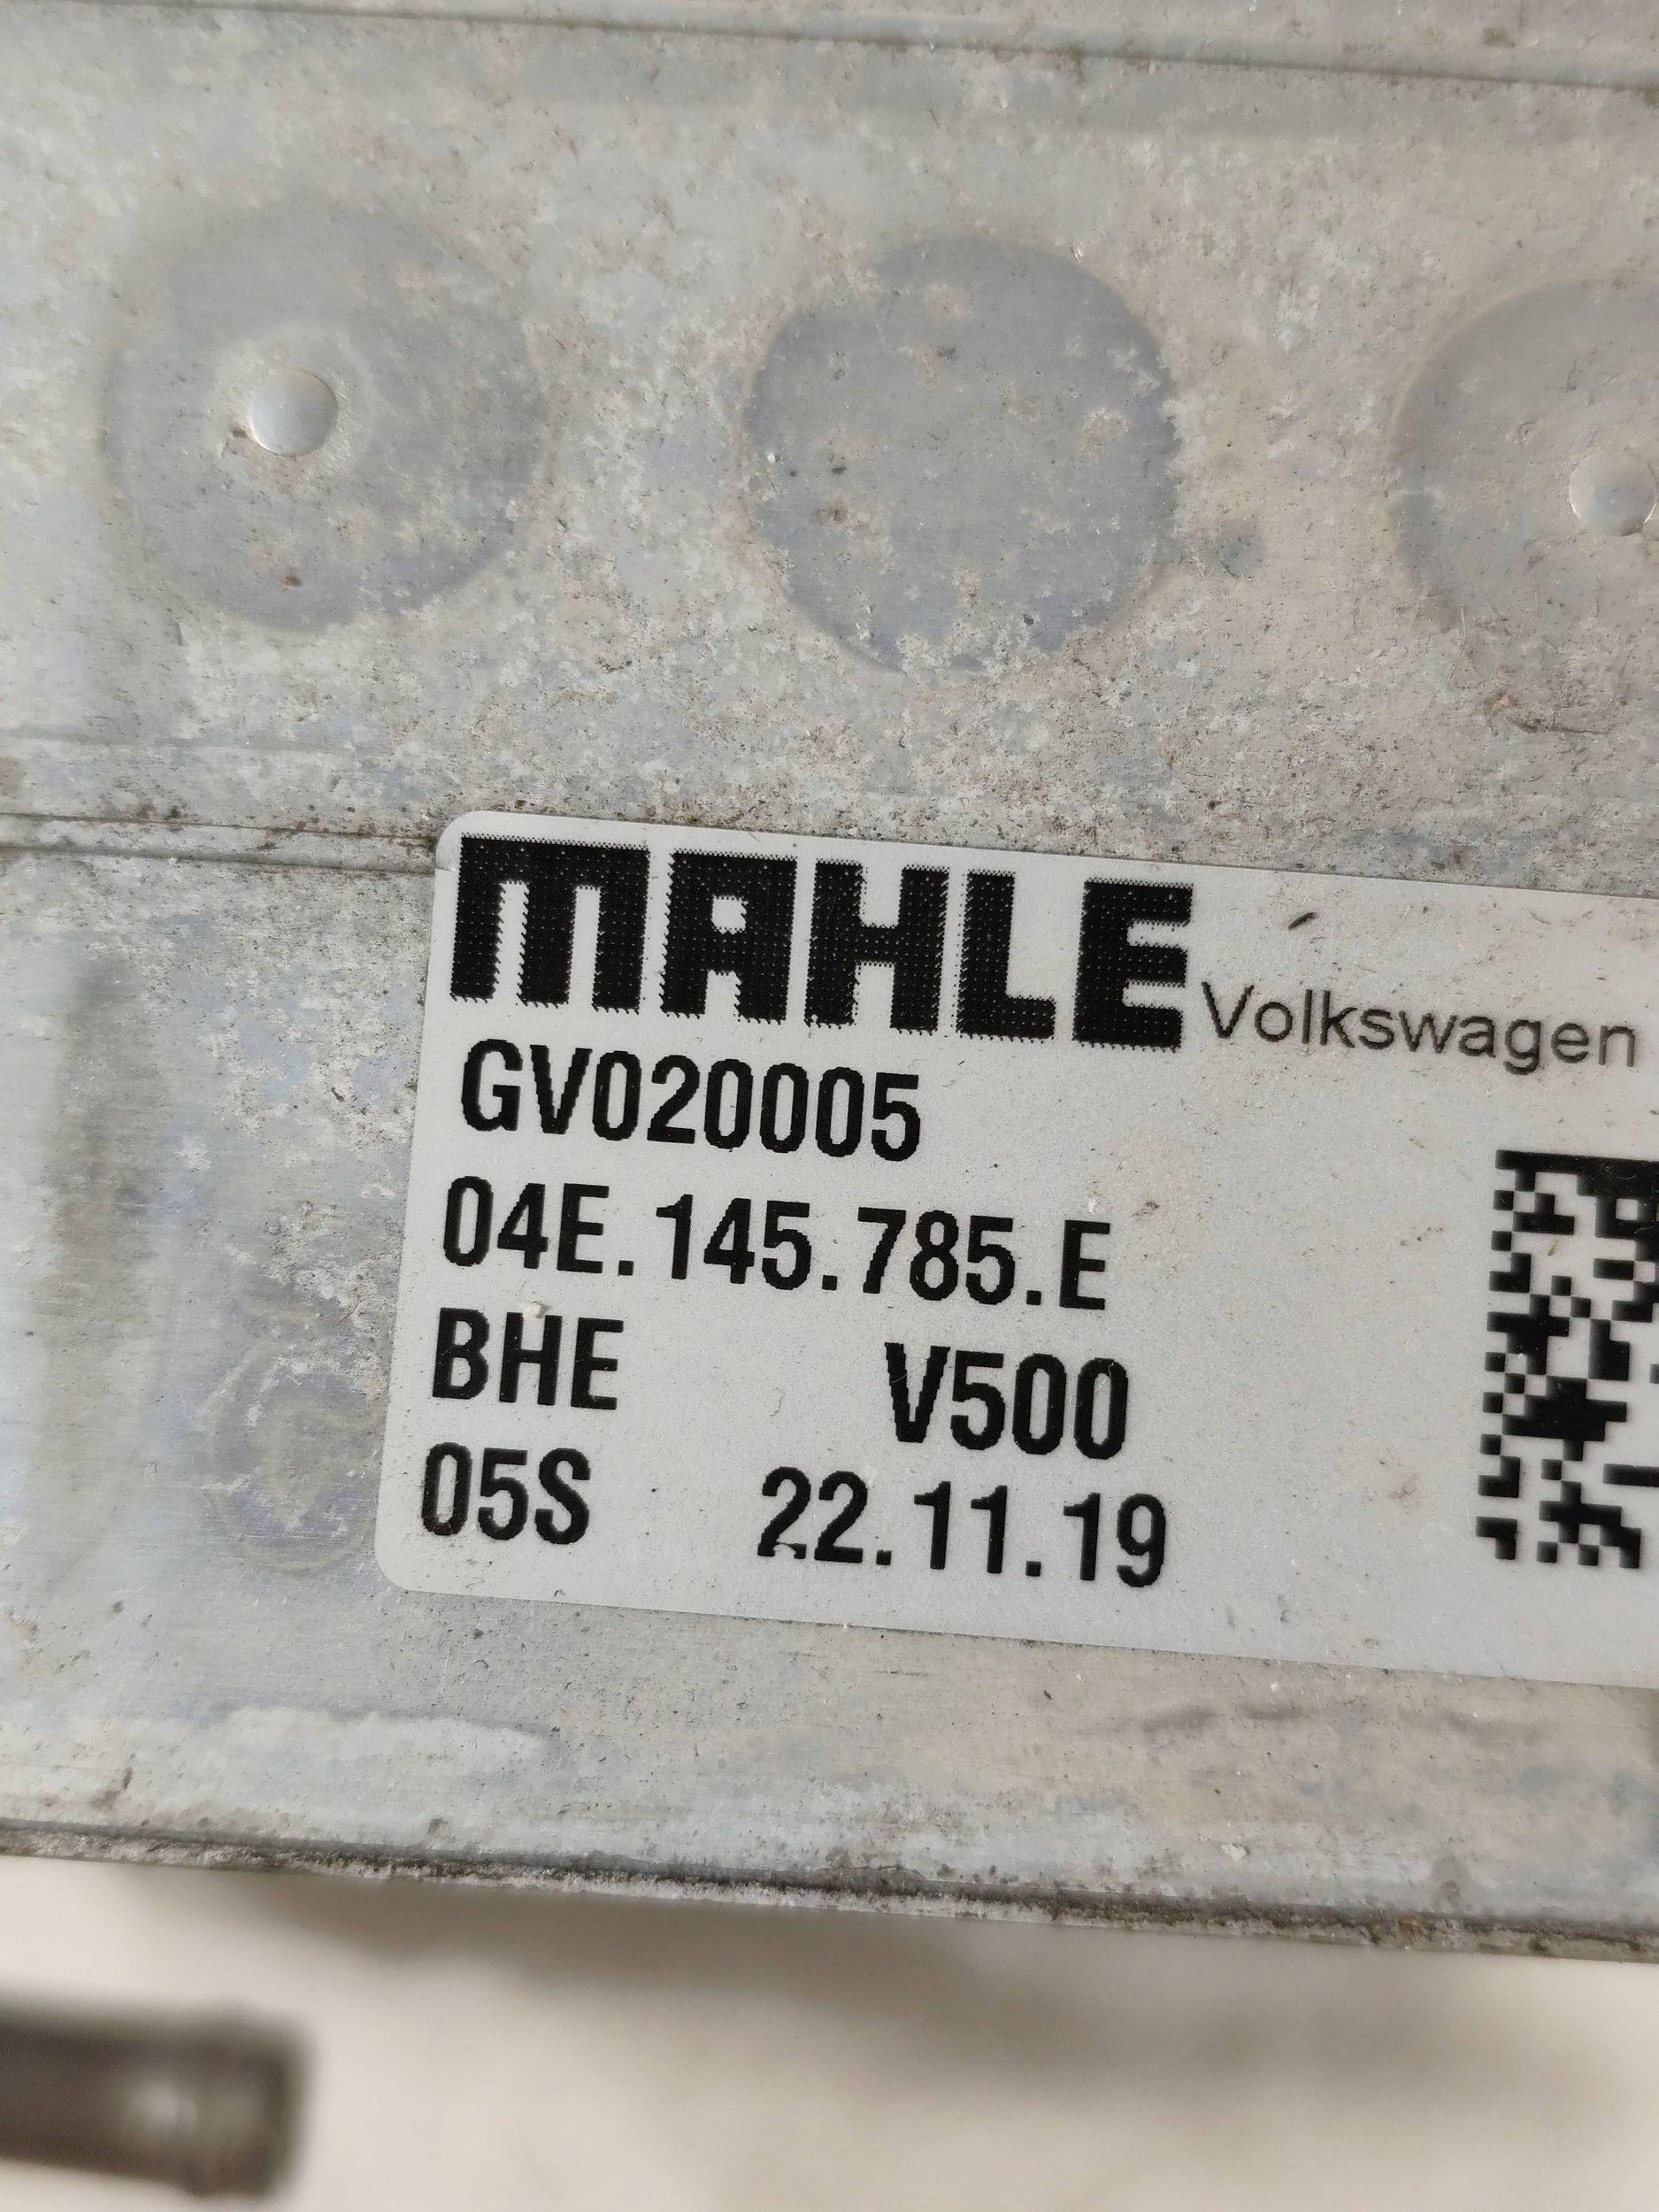 MAHLE Volkswagen
GV020005
04E.145.785.E
BHE V500
05S 22.11.19